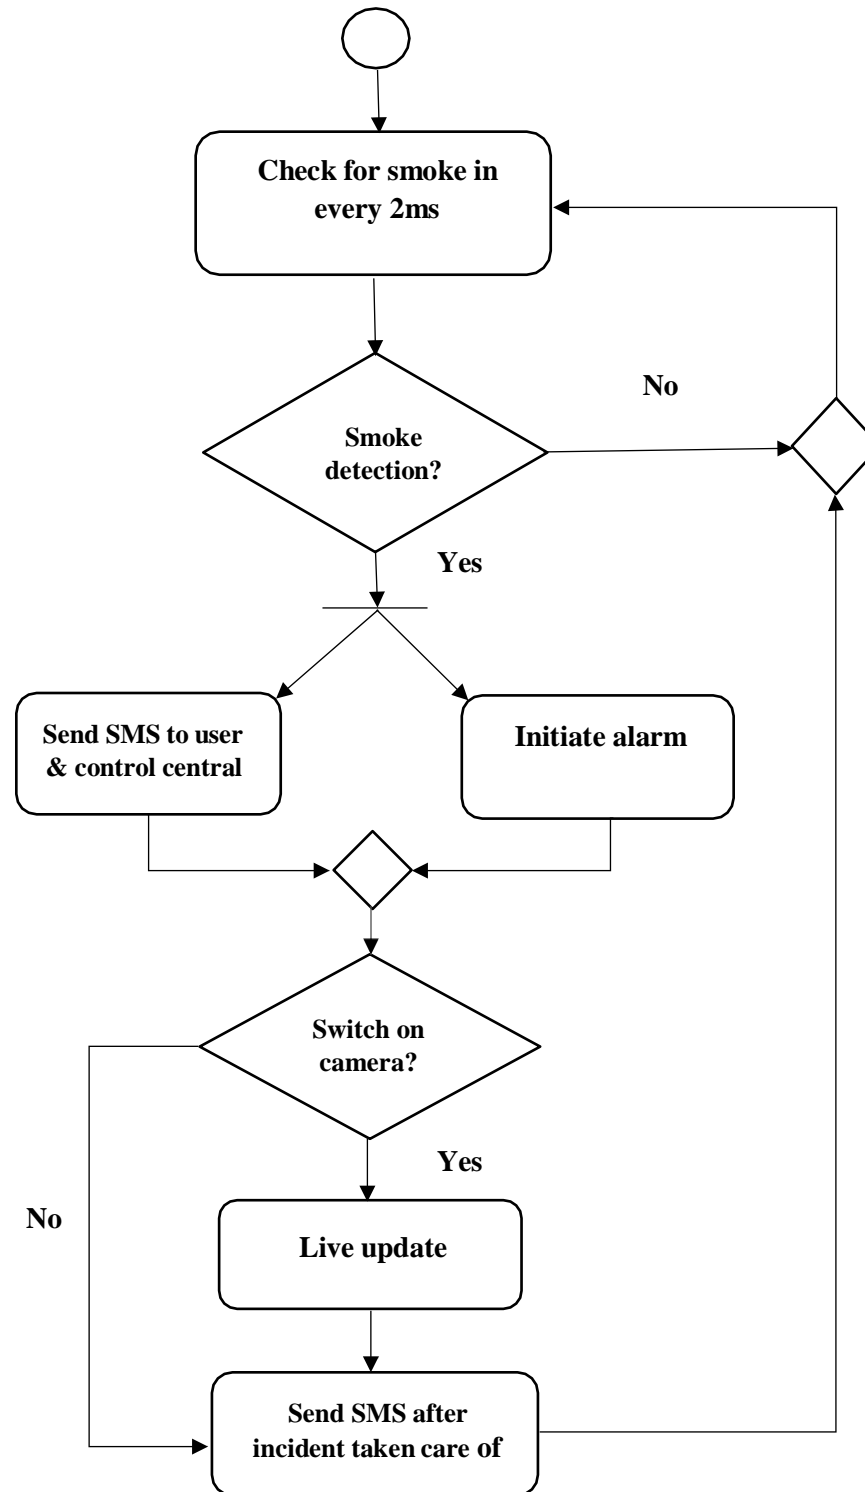 Check for smoke in
every 2ms
No
Smoke
detection?
Yes
Send SMS to user
& control central
Initiate alarm
Switch on
camera?
Yes
No
Live update
Send SMS after
incident taken care of